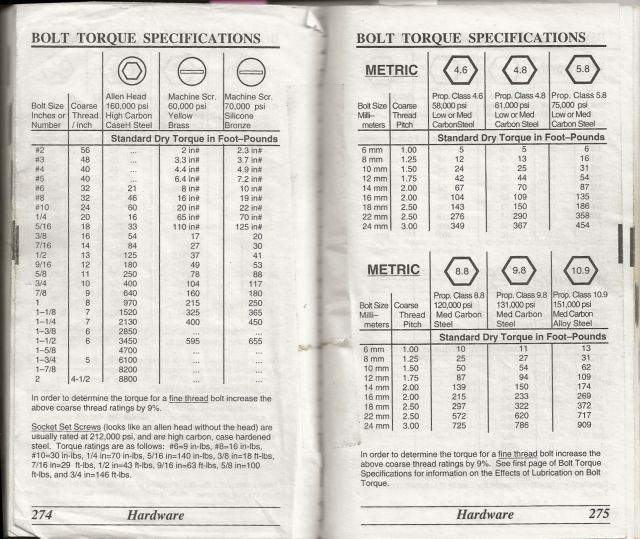 BOLT TORQUE SPECIFICATIONS
Bolt Size Inches or Number | Coarse Thread / inch | Allen Head 160,000 psi High Carbon CaseH Steel | Machine Scr. 60,000 psi Yellow Brass | Machine Scr. 70,000 psi Silicone Bronze
Standard Dry Torque in Foot–Pounds
#2 56 ... 2 in# 2.3 in#
#3 48 ... 3.3 in# 3.7 in#
#4 40 ... 4.4 in# 4.9 in#
#5 40 ... 6.4 in# 7.2 in#
#6 32 21 8 in# 10 in#
#8 32 46 16 in# 19 in#
#10 24 60 20 in# 22 in#
1/4 20 16 65 in# 70 in#
5/16 18 33 110 in# 125 in#
3/8 16 54 17 20
7/16 14 84 27 30
1/2 13 125 37 41
9/16 12 180 49 53
5/8 11 250 78 88
3/4 10 400 104 117
7/8 9 640 160 180
1 8 970 215 250
1–1/8 7 1520 325 365
1–1/4 7 2130 400 450
1–3/8 6 2850 ... ...
1–1/2 6 3450 595 655
1–5/8 4700 ... ...
1–3/4 5 6100 ... ...
1–7/8 8200 ... ...
2 4-1/2 8800 ... ...
In order to determine the torque for a fine thread bolt increase the
above coarse thread ratings by 9%.
Socket Set Screws (looks like an allen head without the head) are
usually rated at 212,000 psi, and are high carbon, case hardened
steel. Torque ratings are as follows: #6=9 in-lbs, #8=16 in-lbs,
#10=30 in-lbs, 1/4 in=70 in-lbs, 5/16 in=140 in-lbs, 3/8 in=18 ft-lbs,
7/16 in=29 ft-lbs, 1/2 in=43 ft-lbs, 9/16 in=63 ft-lbs, 5/8 in=100
ft-lbs, and 3/4 in=146 ft-lbs.
274 Hardware
BOLT TORQUE SPECIFICATIONS
METRIC 4.6 4.8 5.8
Bolt Size Milli– meters | Coarse Thread Pitch | Prop. Class 4.6 58,000 psi Low or Med CarbonSteel | Prop. Class 4.8 61,000 psi Low or Med Carbon Steel | Prop. Class 5.8 75,000 psi Low or Med Carbon Steel
Standard Dry Torque in Foot–Pounds
6 mm 1.00 5 5 6
8 mm 1.25 12 13 16
10 mm 1.50 24 25 31
12 mm 1.75 42 44 54
14 mm 2.00 67 70 87
16 mm 2.00 104 109 135
18 mm 2.50 143 150 186
22 mm 2.50 276 290 358
24 mm 3.00 349 367 454
METRIC 8.8 9.8 10.9
Bolt Size Milli– meters | Coarse Thread Pitch | Prop. Class 8.8 120,000 psi Med Carbon Steel | Prop. Class 9.8 131,000 psi Med Carbon Steel | Prop. Class 10.9 151,000 psi Med Carbon Alloy Steel
Standard Dry Torque in Foot–Pounds
6 mm 1.00 10 11 13
8 mm 1.25 25 27 31
10 mm 1.50 50 54 62
12 mm 1.75 87 94 109
14 mm 2.00 139 150 174
16 mm 2.00 215 233 269
18 mm 2.50 297 322 372
22 mm 2.50 572 620 717
24 mm 3.00 725 786 909
In order to determine the torque for a fine thread bolt increase the
above coarse thread ratings by 9%. See first page of Bolt Torque
Specifications for information on the Effects of Lubrication on Bolt
Torque.
Hardware 275